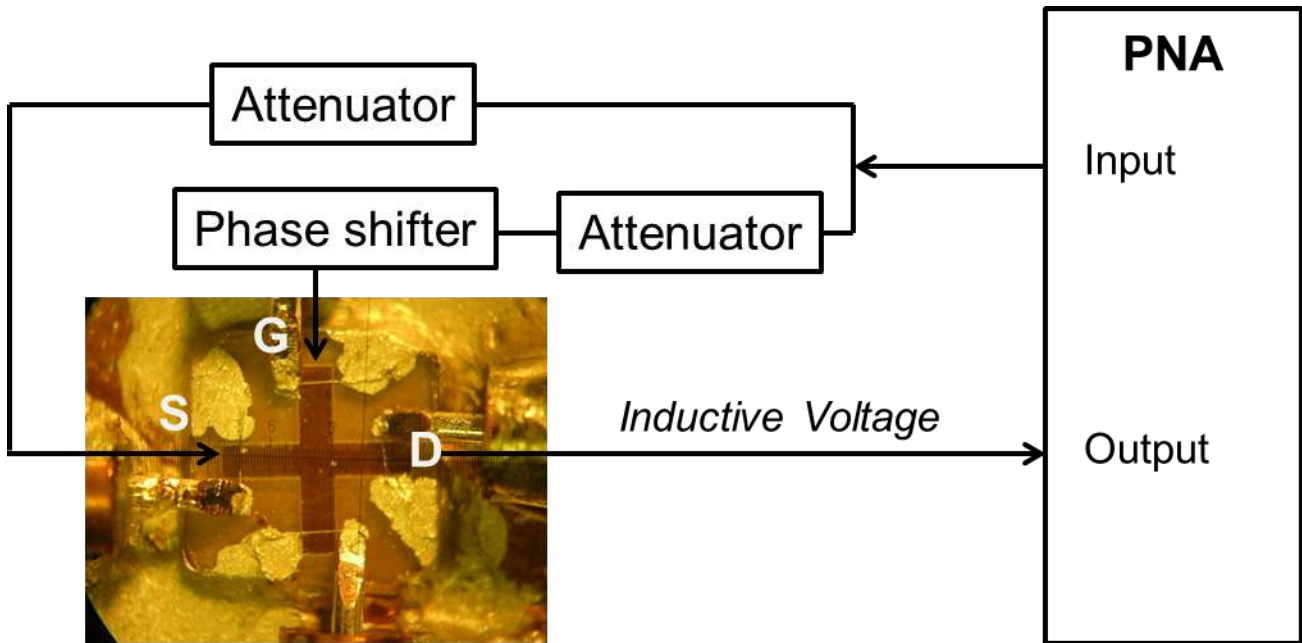 PNA
Attenuator
Input
Phase shifter
Attenuator
G
S
Inductive Voltage
D
Output